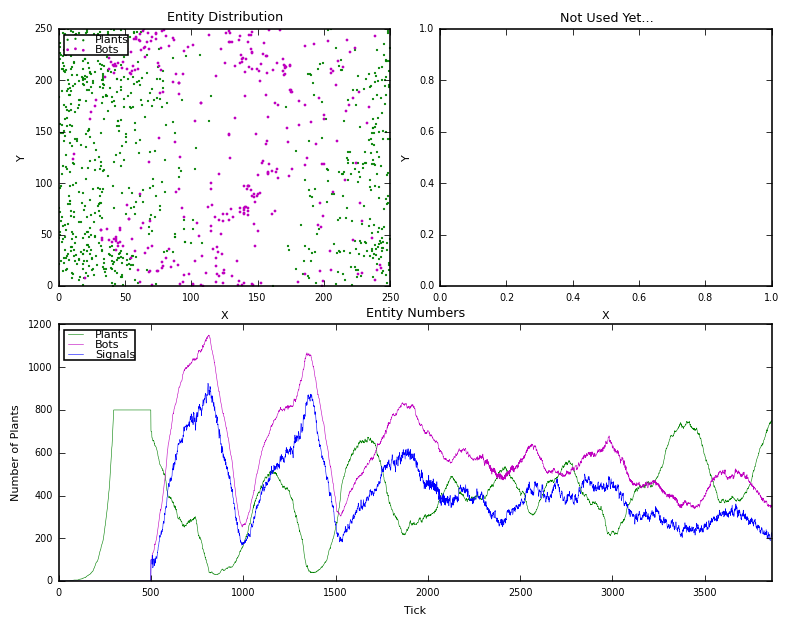 Entity Distribution
Not Used Yet...
Plants
Bots
Y
250
200
150
100
50
0
0 50 100 150 200 250
X
Y
1.0
0.8
0.6
0.4
0.2
0.0
0.0 0.2 0.4 0.6 0.8 1.0
X
Entity Numbers
Plants
Bots
Signals
Number of Plants
1200
1000
800
600
400
200
0
0 500 1000 1500 2000 2500 3000 3500
Tick